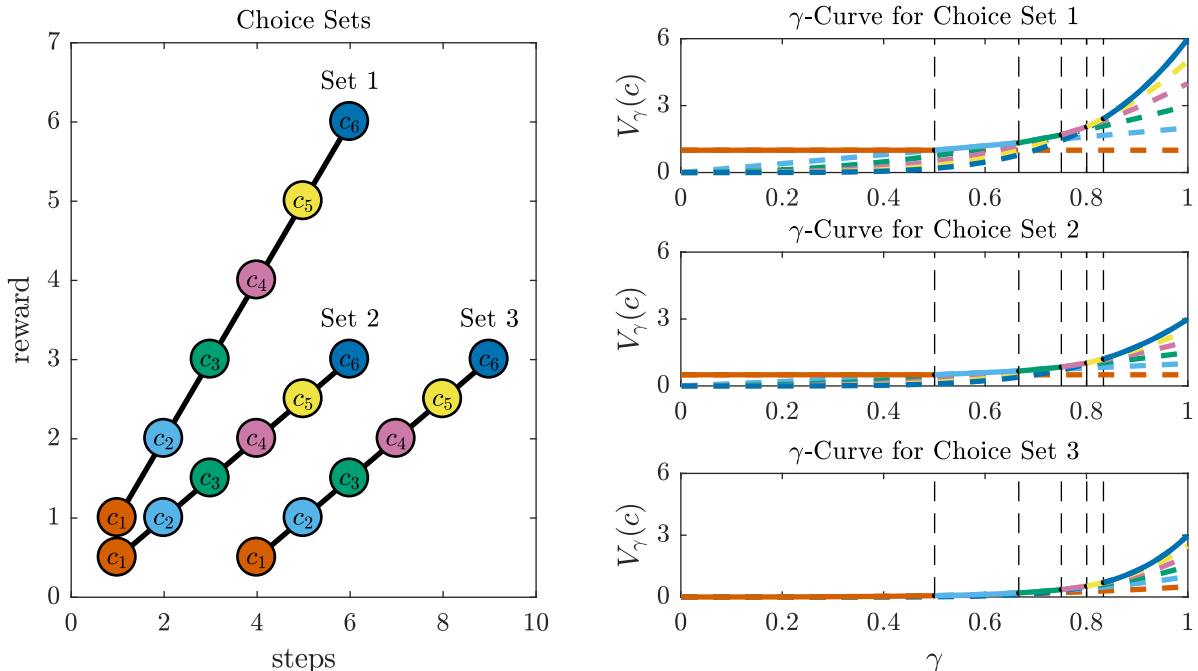 Choice Sets
7
6
5
4
3
2
1
0
reward
Set 1
c6
c5
c4
c3
c2
c1
Set 2
c6
c5
c4
c3
c2
c1
Set 3
c6
c5
c4
c3
c2
c1
0 2 4 6 8 10
steps
γ-Curve for Choice Set 1
Vγ(c)
6
3
0
0 0.2 0.4 0.6 0.8 1
γ-Curve for Choice Set 2
Vγ(c)
6
3
0
0 0.2 0.4 0.6 0.8 1
γ-Curve for Choice Set 3
Vγ(c)
6
3
0
0 0.2 0.4 0.6 0.8 1
γ